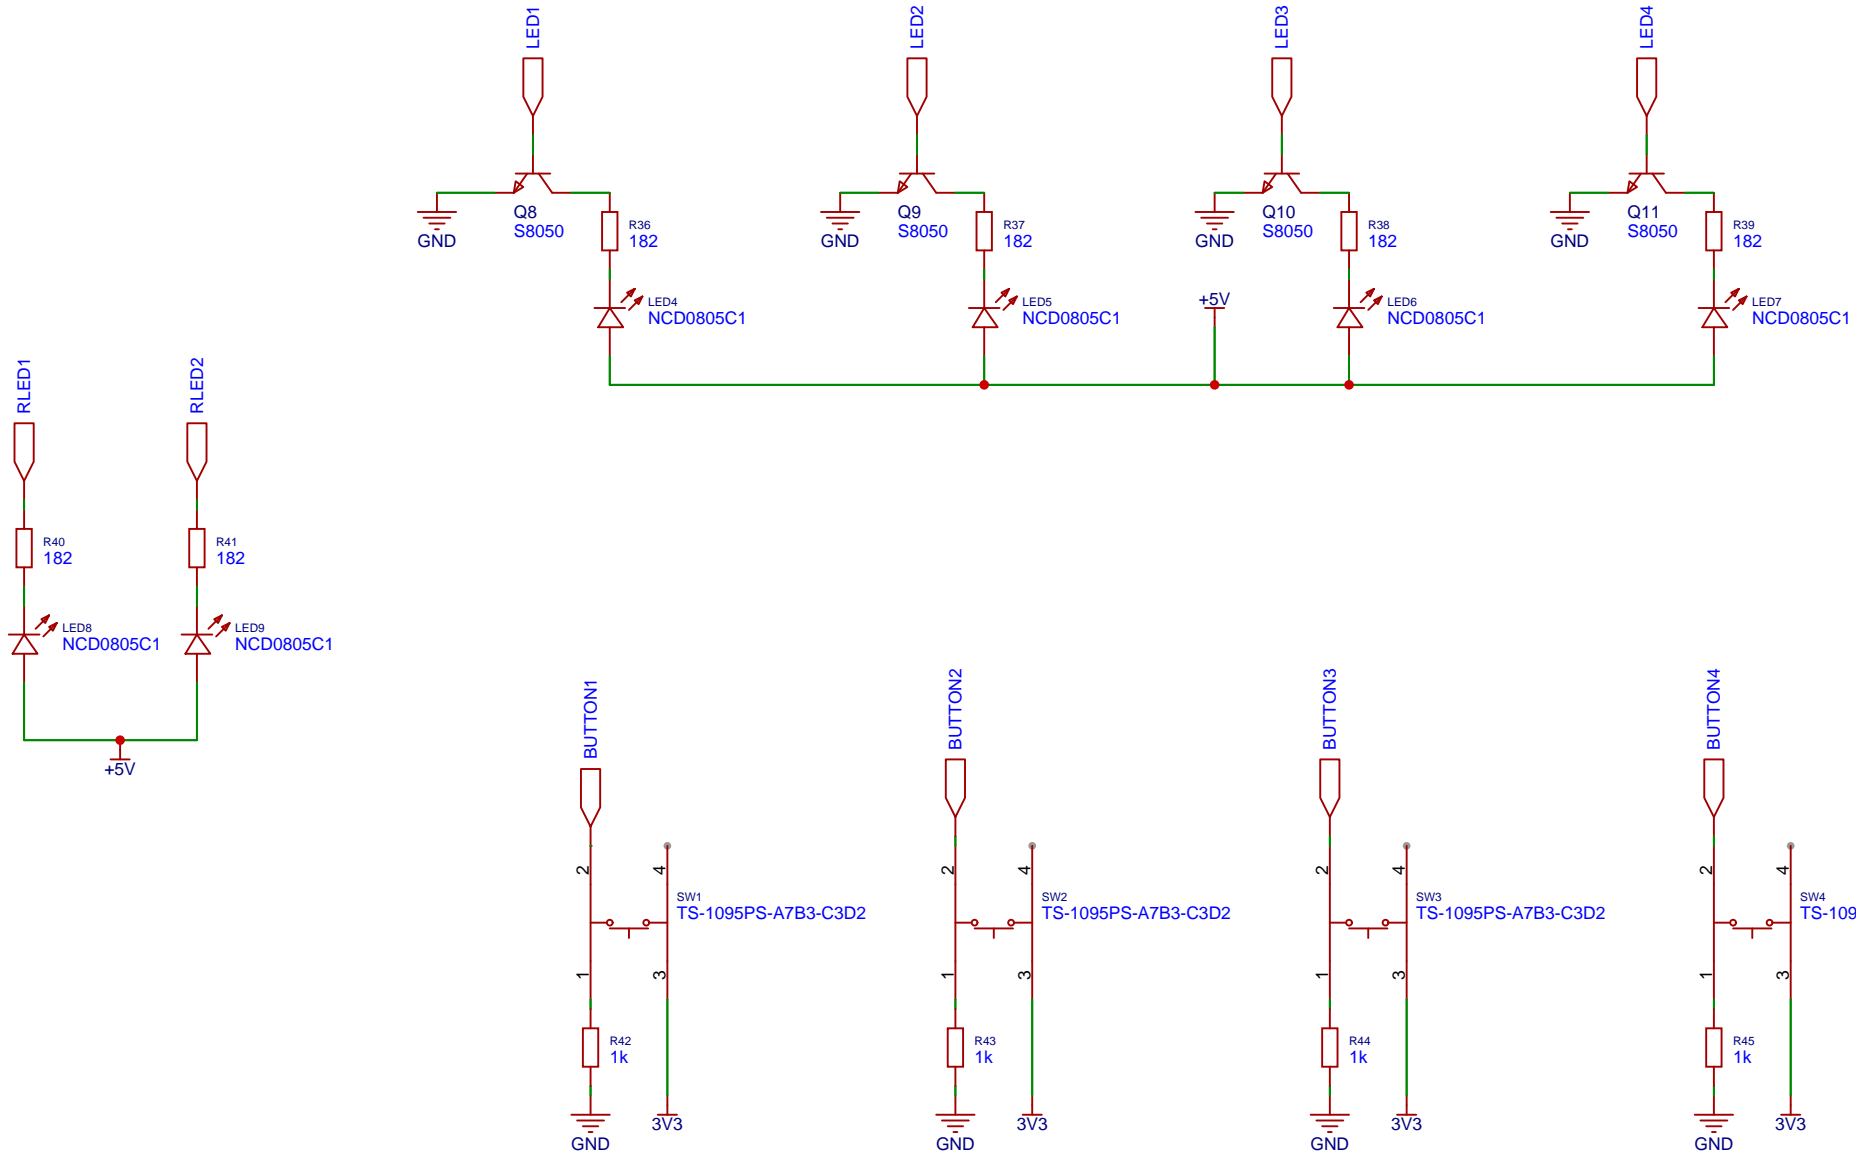 LED1
LED2
LED3
LED4
Q8
S8050
GND
R36
182
LED4
NCD0805C1
Q9
S8050
GND
R37
182
LED5
NCD0805C1
+5V
Q10
S8050
GND
R38
182
LED6
NCD0805C1
Q11
S8050
GND
R39
182
LED7
NCD0805C1
RLED1
RLED2
R40
182
R41
182
LED8
NCD0805C1
LED9
NCD0805C1
+5V
BUTTON1
BUTTON2
BUTTON3
BUTTON4
2
4
SW1
TS-1095PS-A7B3-C3D2
1
3
R42
1k
GND
3V3
2
4
SW2
TS-1095PS-A7B3-C3D2
1
3
R43
1k
GND
3V3
2
4
SW3
TS-1095PS-A7B3-C3D2
1
3
R44
1k
GND
3V3
2
4
SW4
TS-109
1
3
R45
1k
GND
3V3